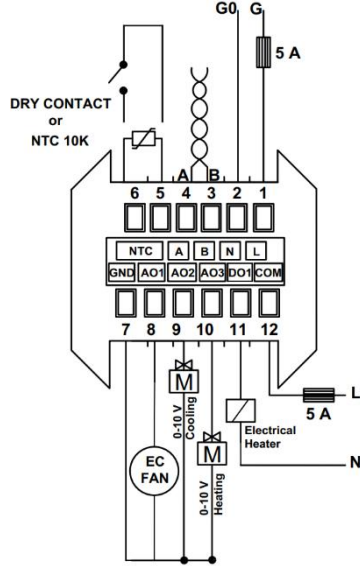 G0 G
5 A
DRY CONTACT
or
NTC 10K
A B
6 5 4 3 2 1
NTC A B N L
GND AO1 AO2 AO3 DO1 COM
7 8 9 10 11 12
M
0-10 V
Cooling
L
5 A
Electrical
Heater
M
0-10 V
Heating
EC
FAN
N